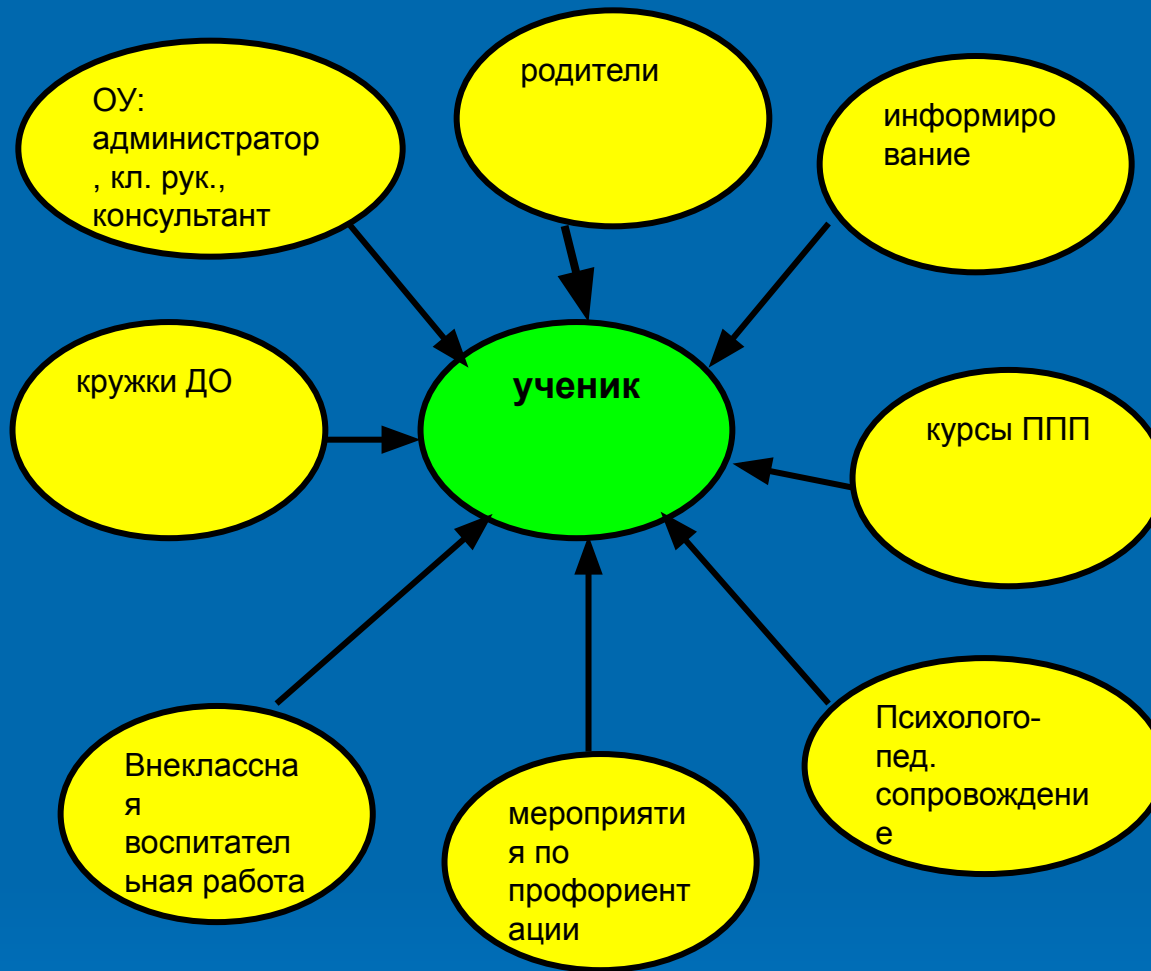 ОУ:
администратор
, кл. рук.,
консультант
родители
информиро
вание
кружки ДО
ученик
курсы ППП
Внеклассна
я
воспитател
ьная работа
мероприяти
я по
профориент
ации
Психолого-
пед.
сопровождени
е